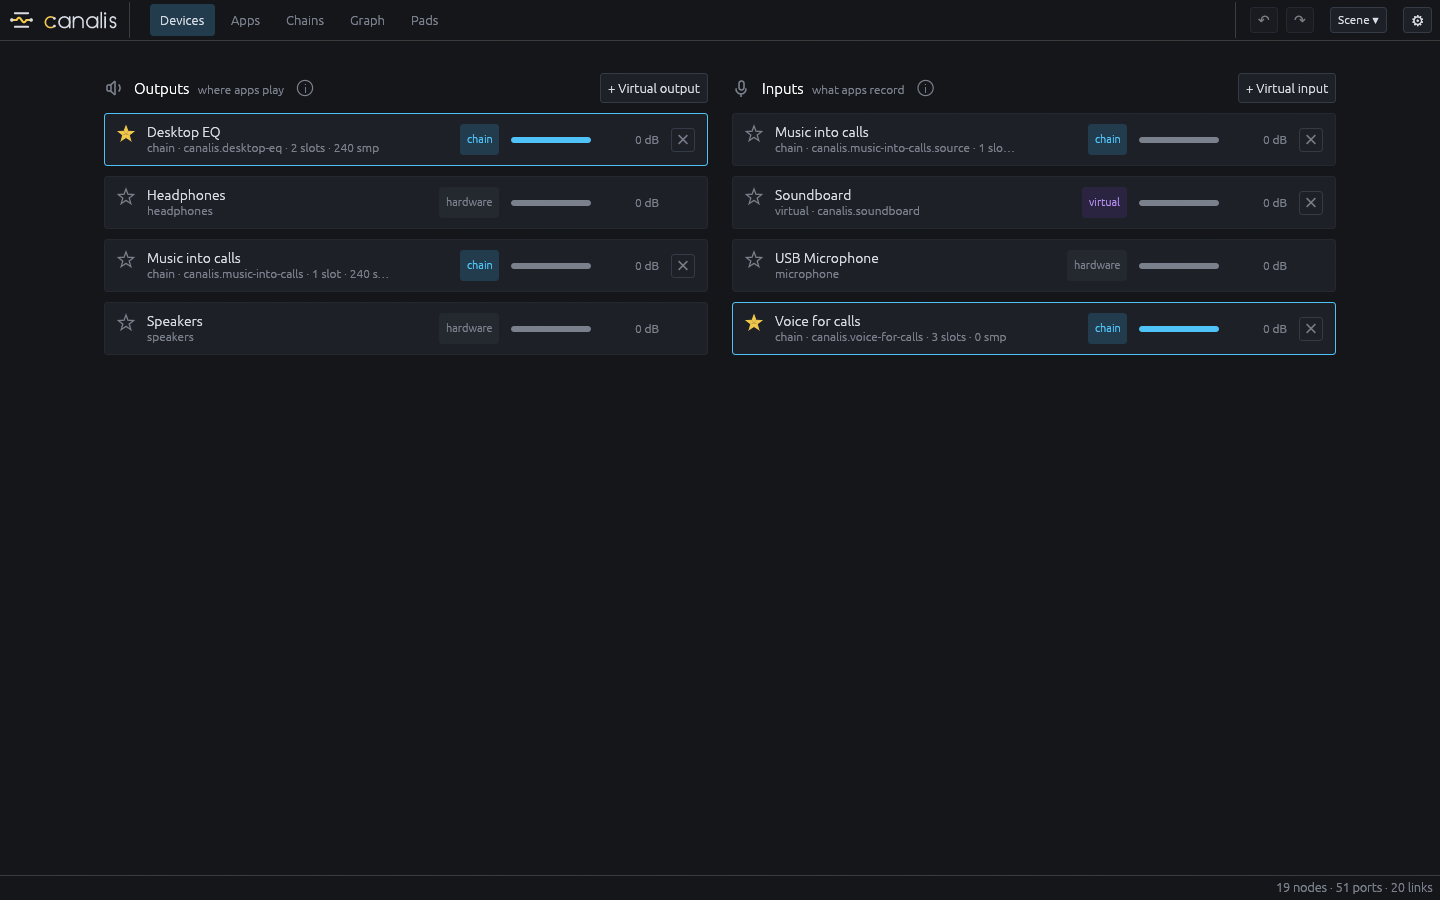 canalis
Devices
Apps
Chains
Graph
Pads
Scene ▾
Outputs where apps play
+ Virtual output
Desktop EQ
chain · canalis.desktop-eq · 2 slots · 240 smp
chain
0 dB
Headphones
headphones
hardware
0 dB
Music into calls
chain · canalis.music-into-calls · 1 slot · 240 s…
chain
0 dB
Speakers
speakers
hardware
0 dB
Inputs what apps record
+ Virtual input
Music into calls
chain · canalis.music-into-calls.source · 1 slo…
chain
0 dB
Soundboard
virtual · canalis.soundboard
virtual
0 dB
USB Microphone
microphone
hardware
0 dB
Voice for calls
chain · canalis.voice-for-calls · 3 slots · 0 smp
chain
0 dB
19 nodes · 51 ports · 20 links